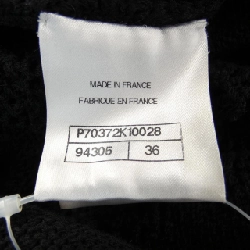 MADE IN FRANCE
FABRIQUE EN FRANCE
P70372K10028
94305 36